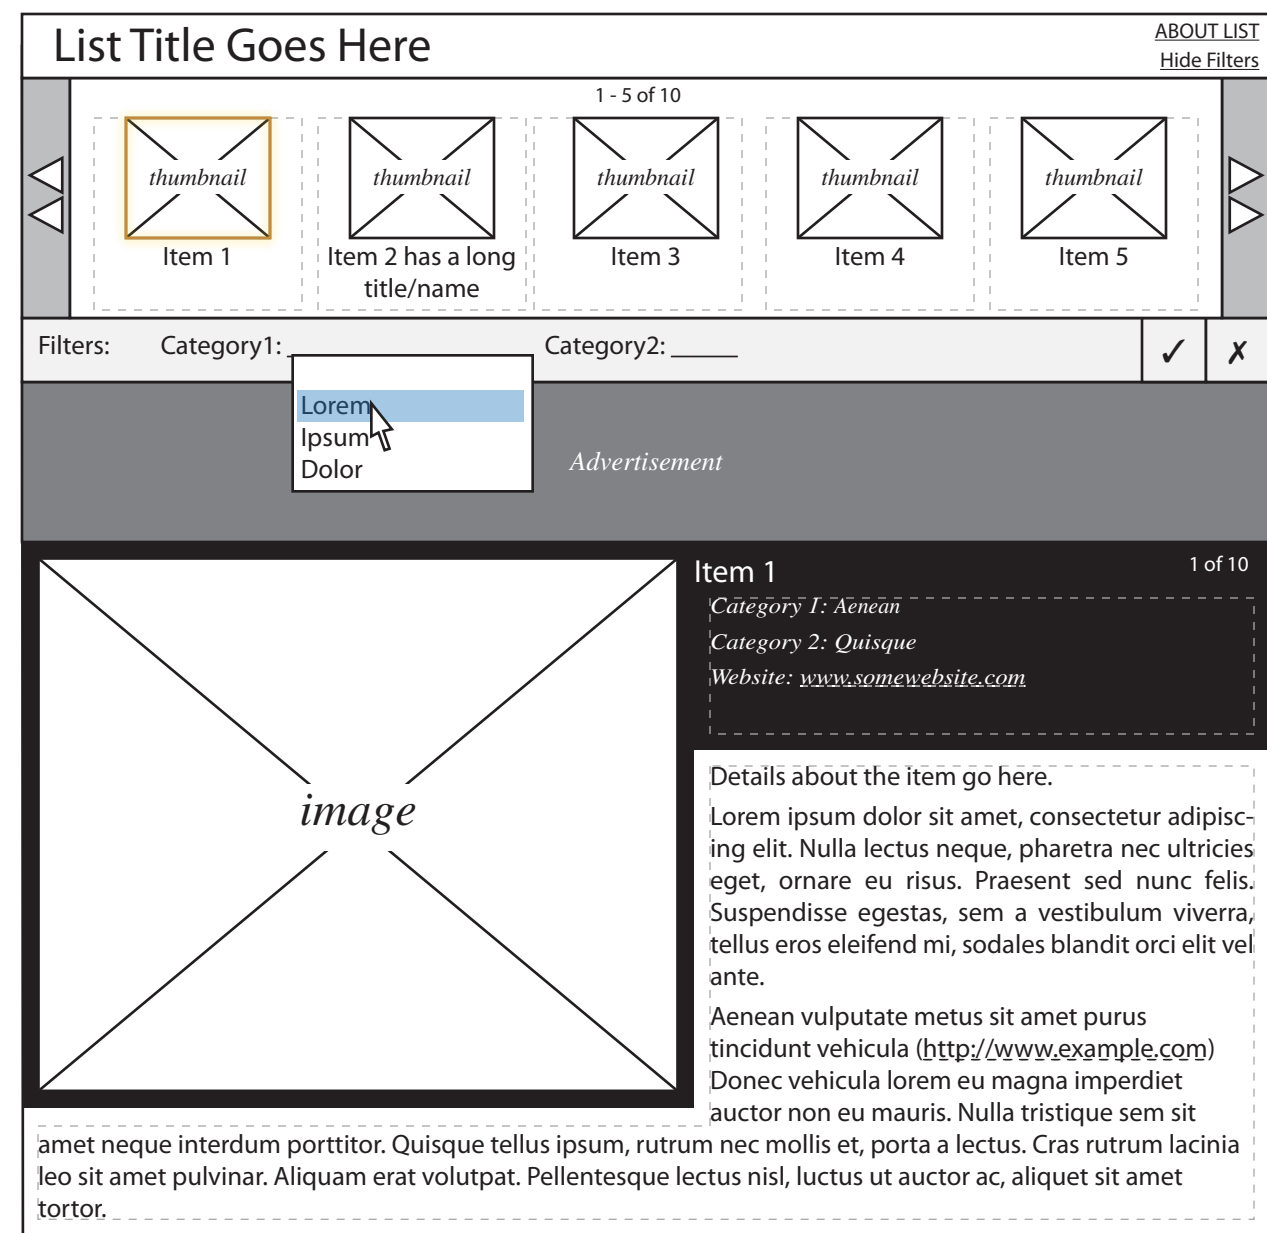 List Title Goes Here
ABOUT LIST
Hide Filters
1 - 5 of 10
thumbnail
thumbnail
thumbnail
thumbnail
thumbnail
Item 1
Item 2 has a long
title/name
Item 3
Item 4
Item 5
Filters:
Category1:
Category2: _____
✓
✗
Lorem
Ipsum
Dolor
Advertisement
image
Item 1
1 of 10
Category 1: Aenean
Category 2: Quisque
Website: www.somewebsite.com
Details about the item go here.
Lorem ipsum dolor sit amet, consectetur adipisc-
ing elit. Nulla lectus neque, pharetra nec ultricies
eget, ornare eu risus. Praesent sed nunc felis.
Suspendisse egestas, sem a vestibulum viverra,
tellus eros eleifend mi, sodales blandit orci elit vel
ante.
Aenean vulputate metus sit amet purus
tincidunt vehicula (http://www.example.com)
Donec vehicula lorem eu magna imperdiet
auctor non eu mauris. Nulla tristique sem sit
amet neque interdum porttitor. Quisque tellus ipsum, rutrum nec mollis et, porta a lectus. Cras rutrum lacinia
leo sit amet pulvinar. Aliquam erat volutpat. Pellentesque lectus nisl, luctus ut auctor ac, aliquet sit amet
tortor.